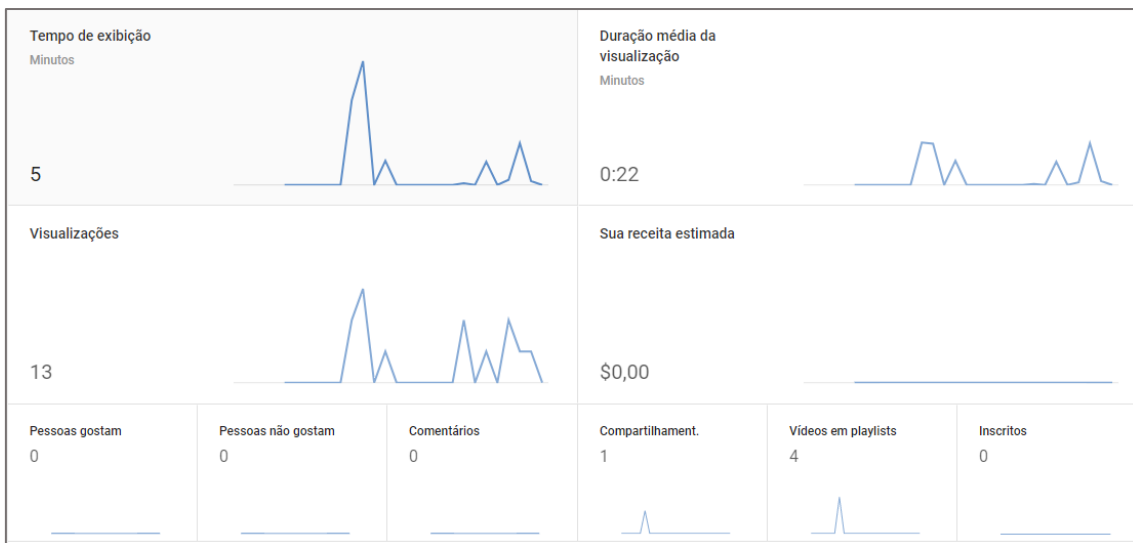 Tempo de exibição
Minutos
5
Duração média da
visualização
Minutos
0:22
Visualizações
13
Sua receita estimada
$0,00
Pessoas gostam
0
Pessoas não gostam
0
Comentários
0
Compartilhament.
1
Vídeos em playlists
4
Inscritos
0